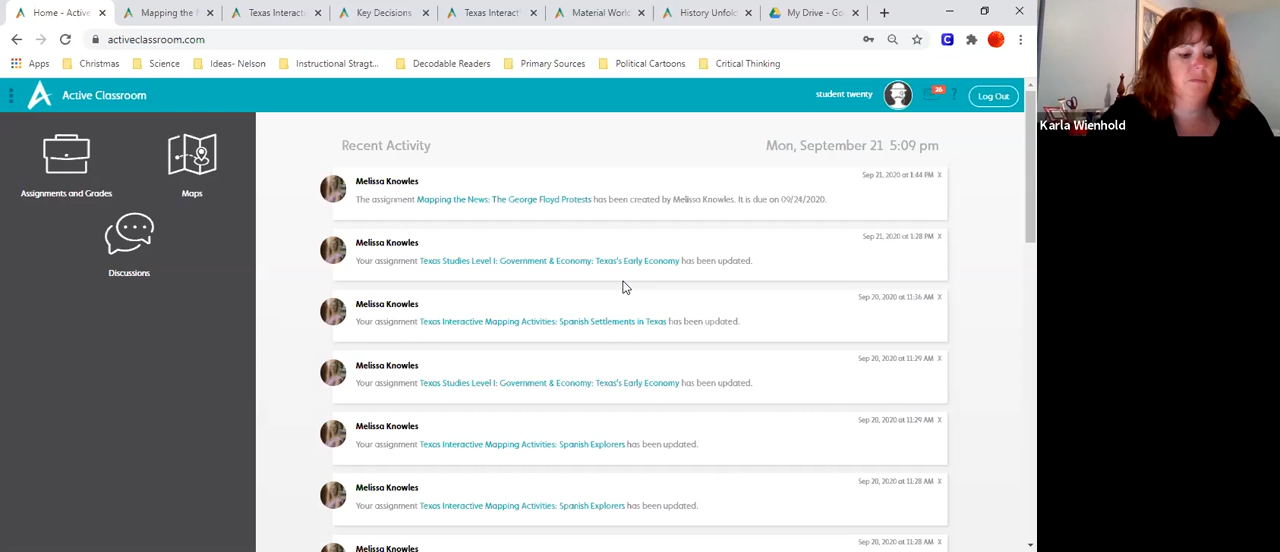 Home - Active
Mapping the E
Texas Interact
Key Decisions
Texas Interact
Material World
History Unfol
My Drive - Go
activeclassroom.com
Apps
Christmas
Science
Ideas- Nelson
Instructional Stragt...
Decodable Readers
Primary Sources
Political Cartoons
Critical Thinking
Active Classroom
student twenty
26
?
Log Out
Karla Wienhold
Assignments and Grades
Maps
Discussions
Recent Activity
Mon, September 21 5:09 pm
Melissa Knowles
Sep 21, 2020 at 1:44 PM X
The assignment Mapping the News: The George Floyd Protests has been created by Melissa Knowles. It is due on 09/24/2020.
Melissa Knowles
Sep 21, 2020 at 1:28 PM X
Your assignment Texas Studies Level I: Government & Economy: Texas's Early Economy has been updated.
Melissa Knowles
Sep 20, 2020 at 11:36 AM X
Your assignment Texas Interactive Mapping Activities: Spanish Settlements in Texas has been updated.
Melissa Knowles
Sep 20, 2020 at 11:29 AM X
Your assignment Texas Studies Level I: Government & Economy: Texas's Early Economy has been updated.
Melissa Knowles
Sep 20, 2020 at 11:29 AM X
Your assignment Texas Interactive Mapping Activities: Spanish Explorers has been updated.
Melissa Knowles
Sep 20, 2020 at 11:28 AM X
Your assignment Texas Interactive Mapping Activities: Spanish Explorers has been updated.
Melissa Knowles
Sep 20, 2020 at 11:28 AM X